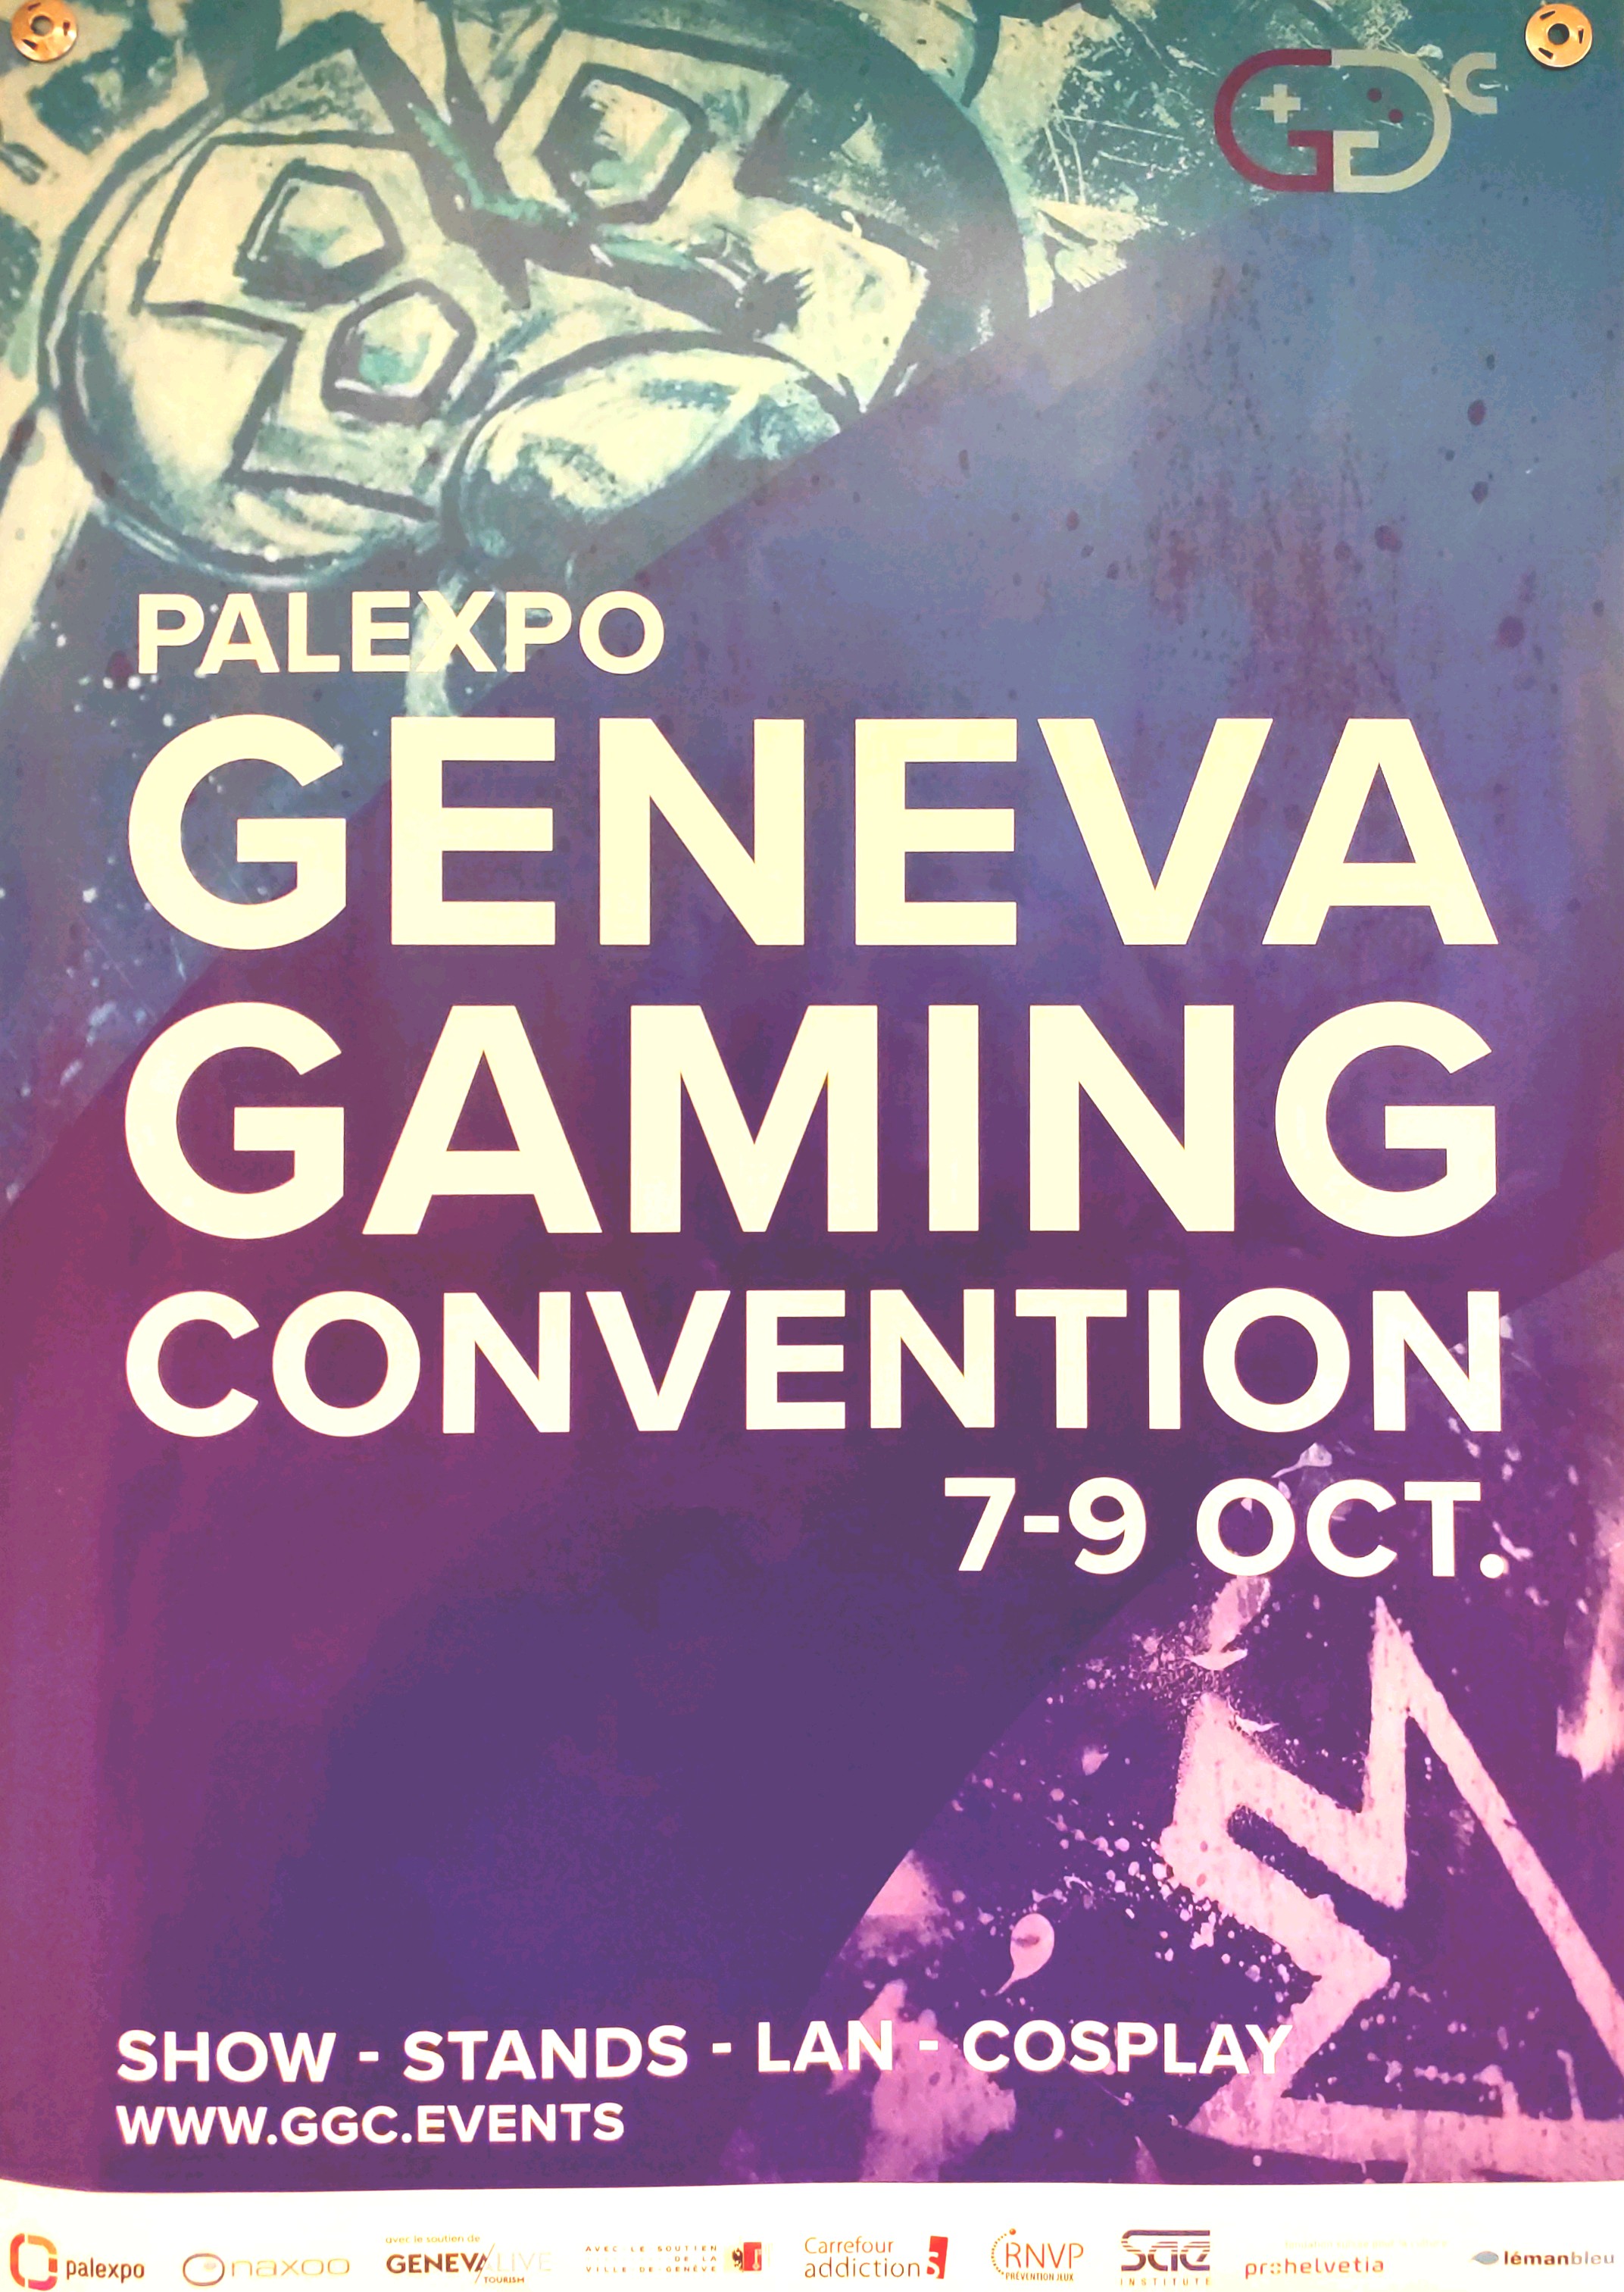 GGC
PALEXPO
GENEVA
GAMING
CONVENTION
7-9 OCT.
SHOW - STANDS - LAN - COSPLAY
WWW.GGC.EVENTS
palexpo
naxoo
avec le soutien de
GENEVA LIVE
TOURISM
AVEC LE SOUTIEN
DE LA
VILLE DE GENÈVE
Carrefour
addictionS
RNVP
PRÉVENTION JEUX
SAE
INSTITUTE
prohelvetia
lémanbleu